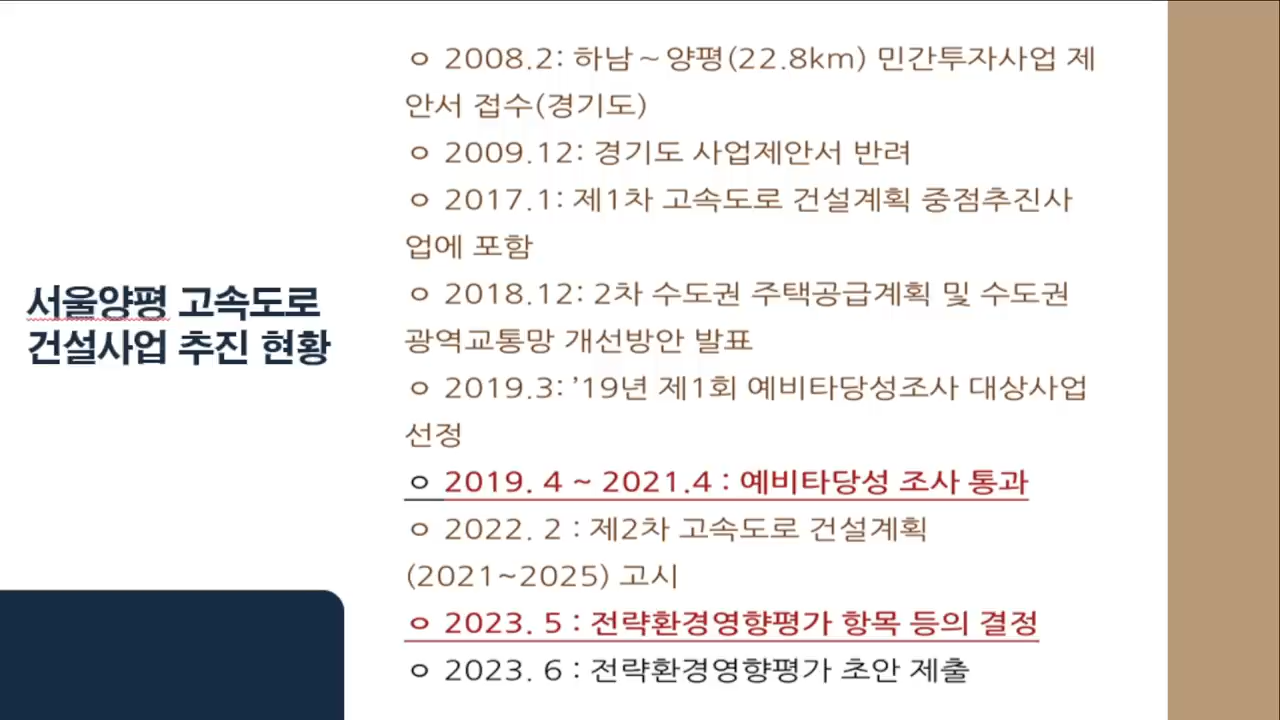 서울양평 고속도로
건설사업 추진 현황
ㅇ 2008.2: 하남~양평(22.8km) 민간투자사업 제
안서 접수(경기도)
ㅇ 2009.12: 경기도 사업제안서 반려
ㅇ 2017.1: 제1차 고속도로 건설계획 중점추진사
업에 포함
ㅇ 2018.12: 2차 수도권 주택공급계획 및 수도권
광역교통망 개선방안 발표
ㅇ 2019.3: ’19년 제1회 예비타당성조사 대상사업
선정
ㅇ 2019. 4 ~ 2021.4 : 예비타당성 조사 통과
ㅇ 2022. 2 : 제2차 고속도로 건설계획
(2021~2025) 고시
ㅇ 2023. 5 : 전략환경영향평가 항목 등의 결정
ㅇ 2023. 6 : 전략환경영향평가 초안 제출